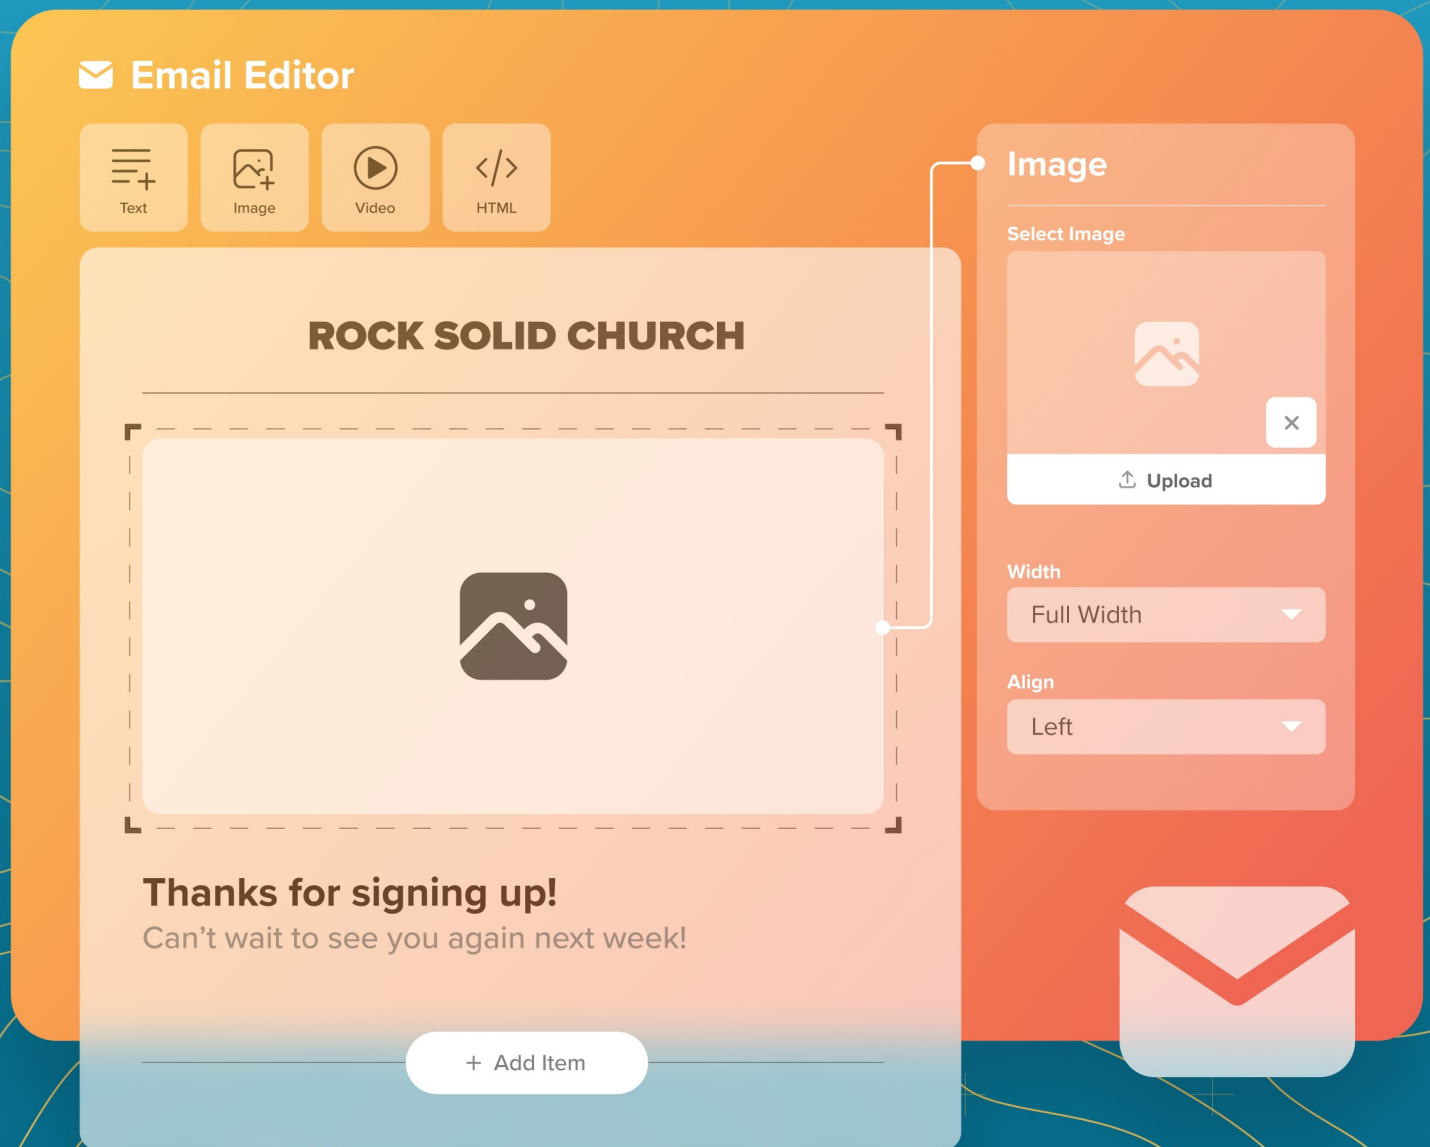 Email Editor
Text
Image
Video
HTML
ROCK SOLID CHURCH
Thanks for signing up!
Can’t wait to see you again next week!
+ Add Item
Image
Select Image
Upload
Width
Full Width
Align
Left